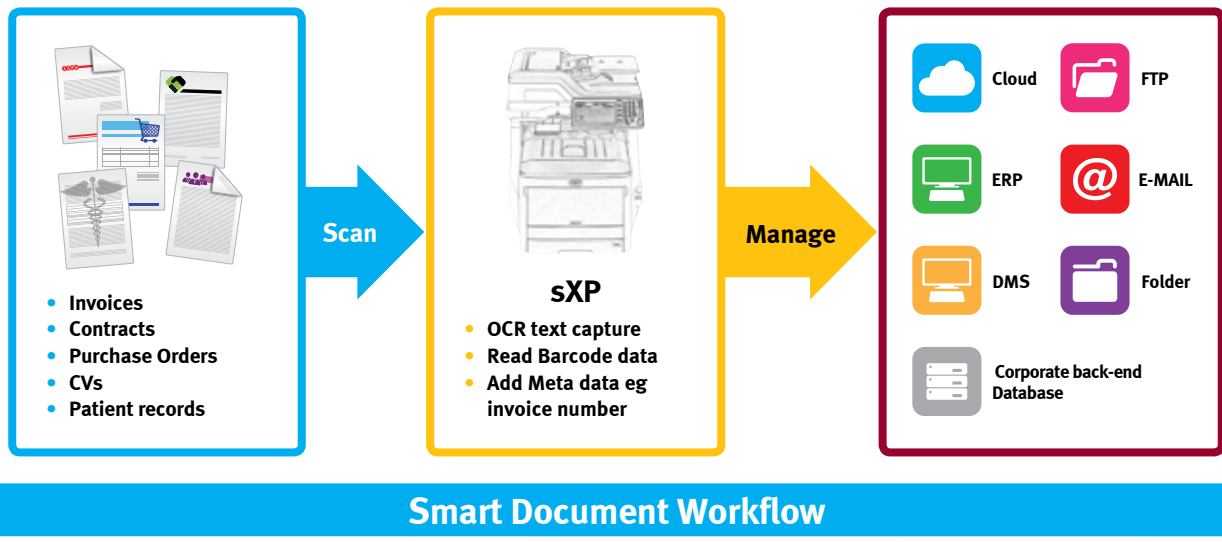 Scan
Invoices
Contracts
Purchase Orders
CVs
Patient records
sXP
OCR text capture
Read Barcode data
Add Meta data eg
invoice number
Manage
Cloud
FTP
ERP
@
E-MAIL
DMS
Folder
Corporate back-end
Database
Smart Document Workflow